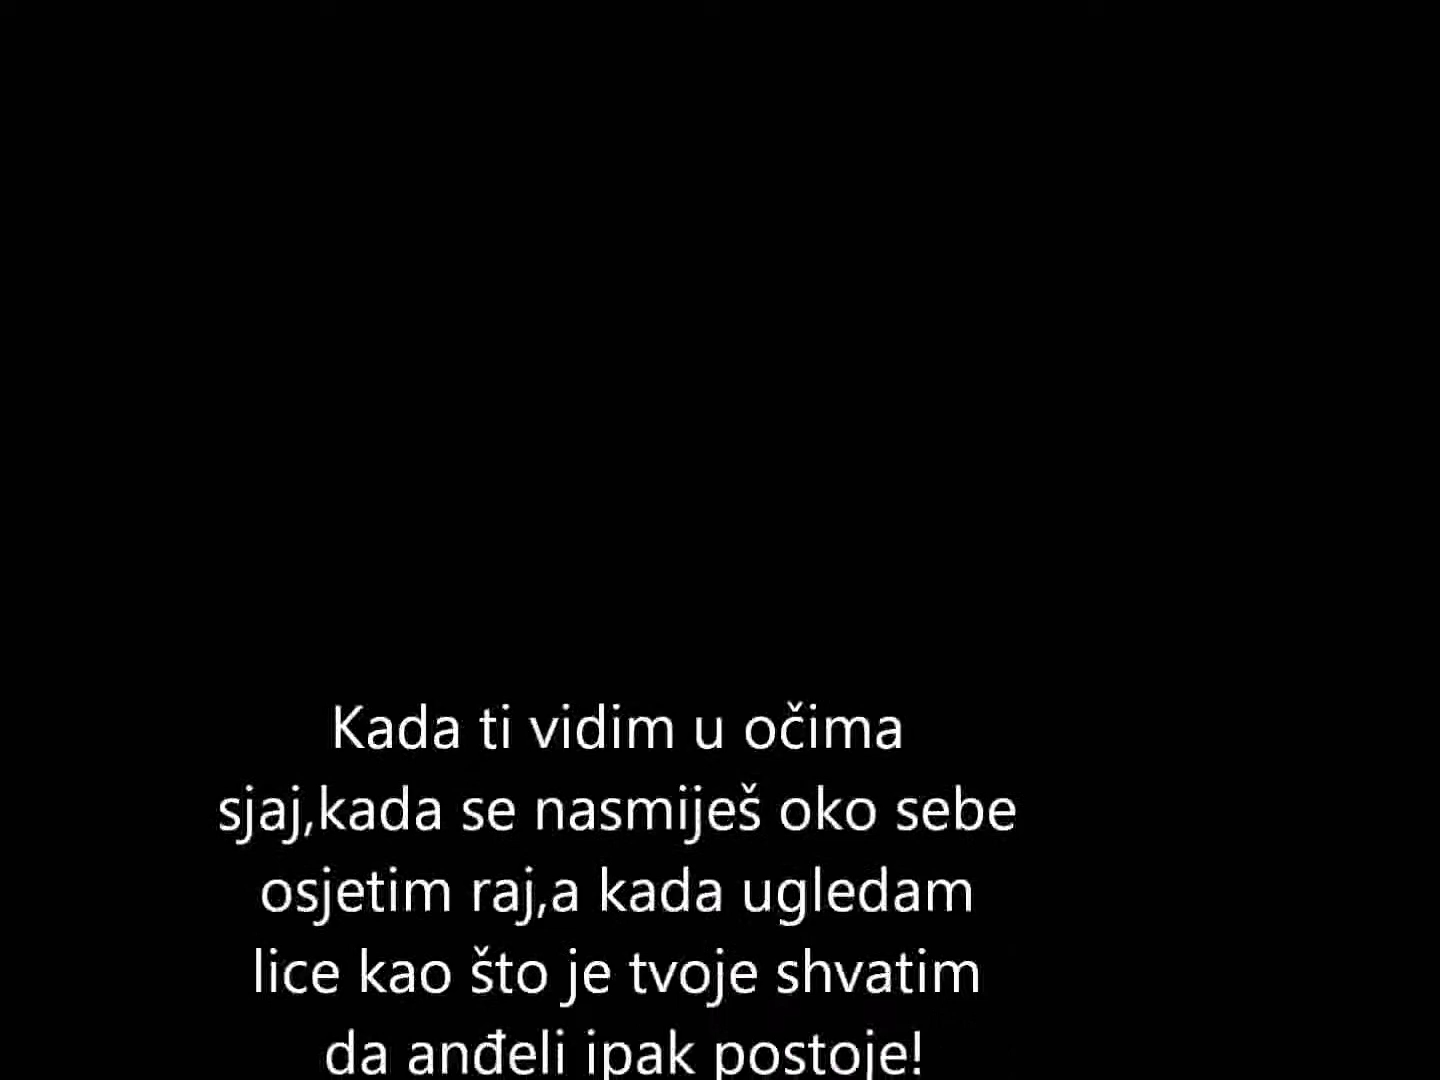 Kada ti vidim u očima
sjaj,kada se nasmiješ oko sebe
osjetim raj,a kada ugledam
lice kao što je tvoje shvatim
da anđeli ipak postoje!